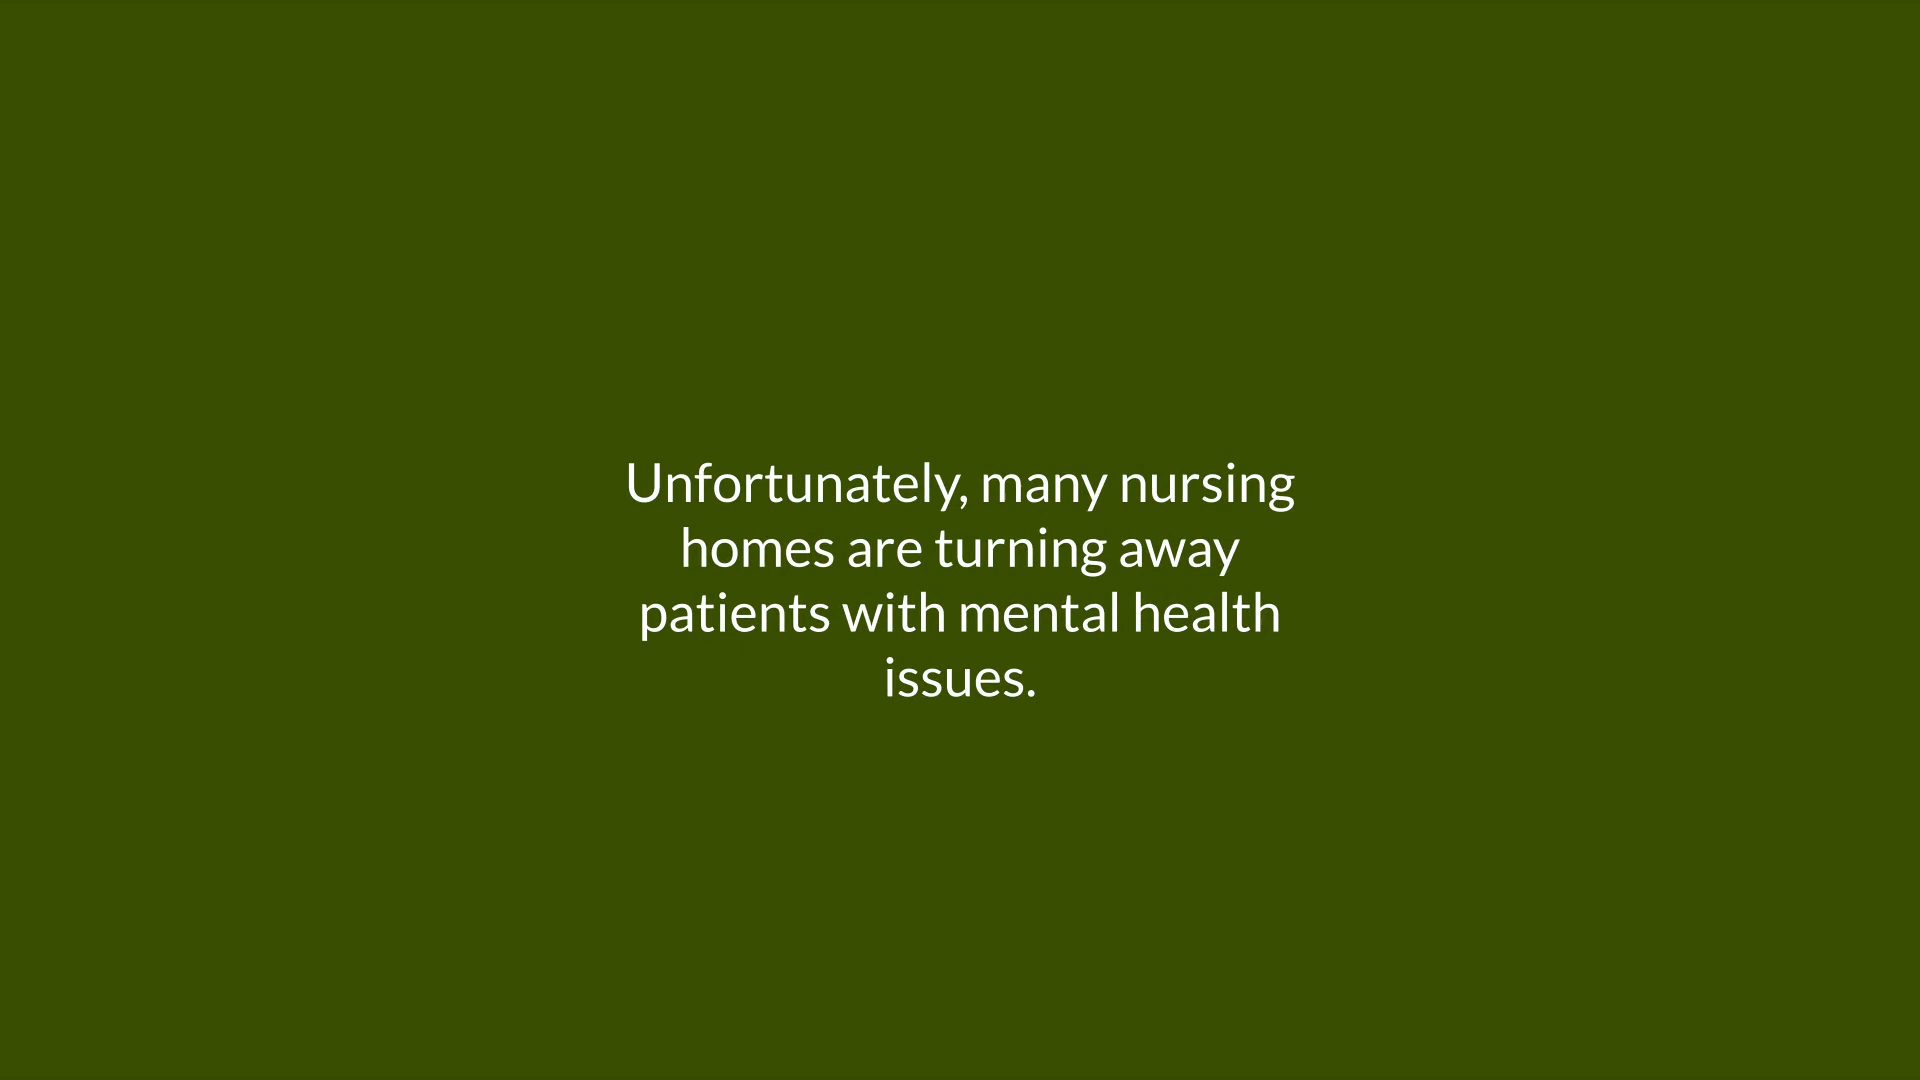 Unfortunately, many nursing
homes are turning away
patients with mental health
issues.